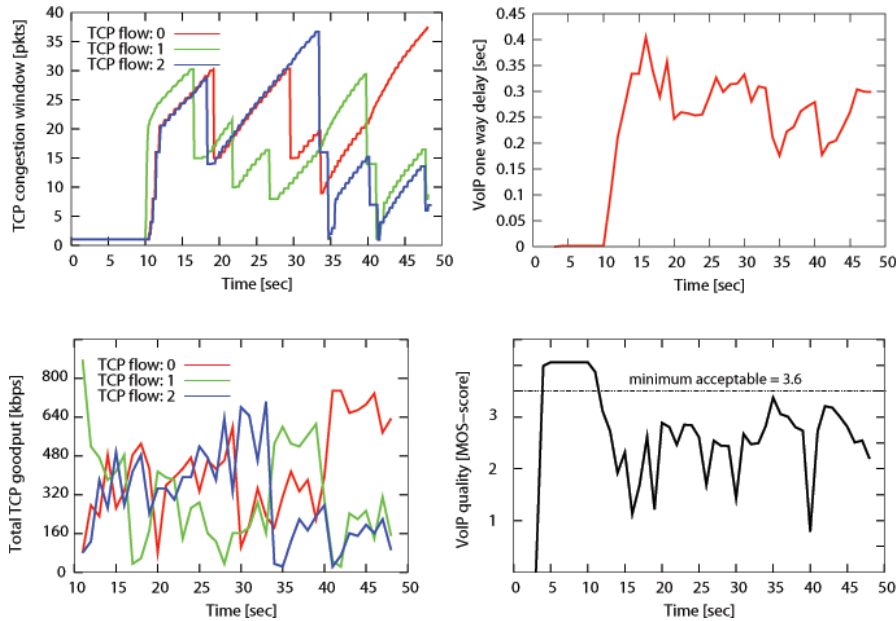 TCP congestion window [pkts]
40
35
30
25
20
15
10
5
0
TCP flow: 0
TCP flow: 1
TCP flow: 2
0 5 10 15 20 25 30 35 40 45 50
Time [sec]
VoIP one way delay [sec]
0.45
0.4
0.35
0.3
0.25
0.2
0.15
0.1
0.05
0
0 5 10 15 20 25 30 35 40 45 50
Time [sec]
Total TCP goodput [kbps]
800
640
480
320
160
0
TCP flow: 0
TCP flow: 1
TCP flow: 2
10 15 20 25 30 35 40 45 50
Time [sec]
VoIP quality [MOS-score]
3
2
1
minimum acceptable = 3.6
0 5 10 15 20 25 30 35 40 45 50
Time [sec]